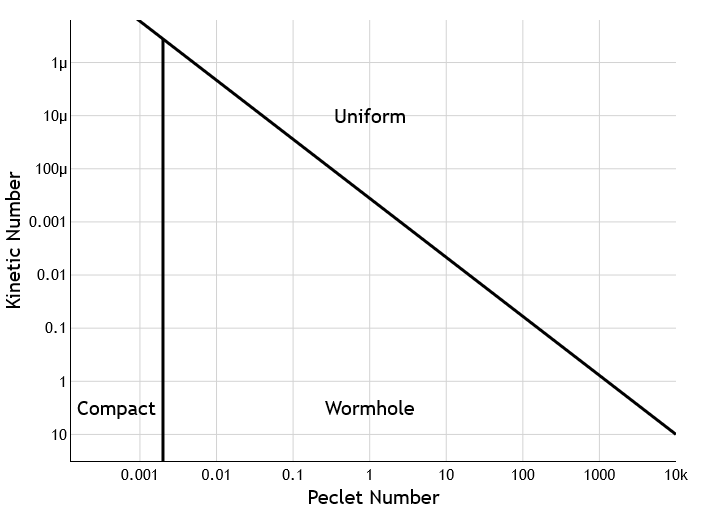 1μ
10μ
100μ
0.001
0.01
0.1
1
10
Kinetic Number
Uniform
Compact
Wormhole
0.001 0.01 0.1 1 10 100 1000 10k
Peclet Number